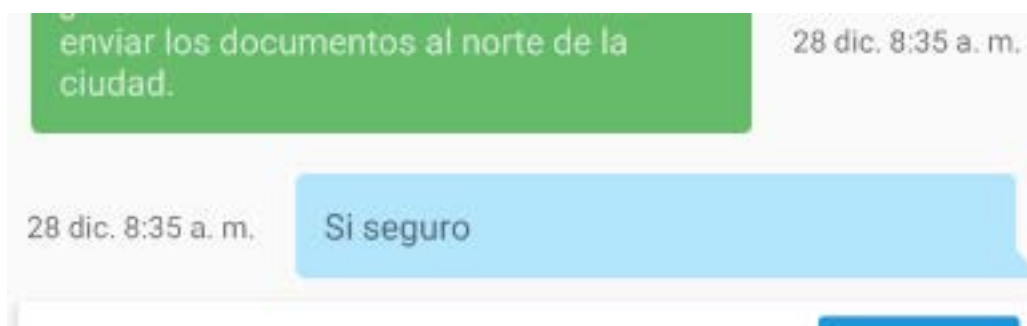 enviar los documentos al norte de la
ciudad.
28 dic. 8:35 a. m.
28 dic. 8:35 a. m.
Si seguro